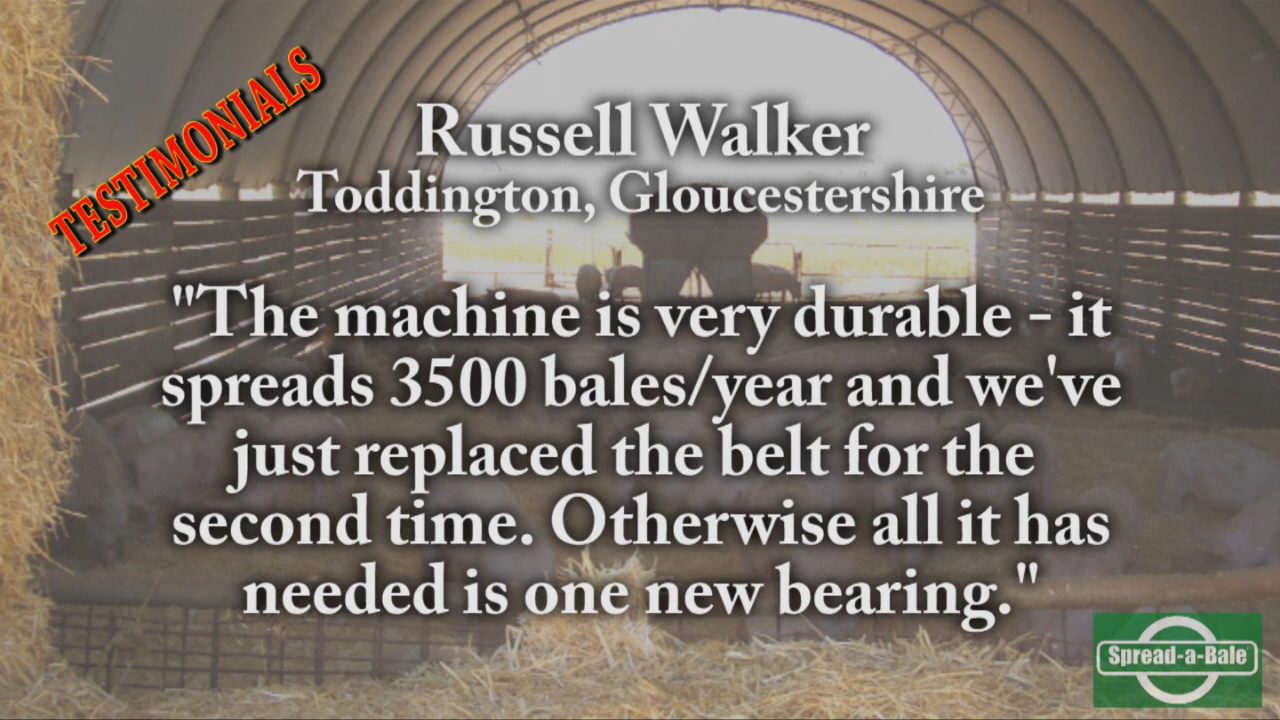 TESTIMONIALS
Russell Walker
Toddington, Gloucestershire
"The machine is very durable - it
spreads 3500 bales/year and we've
just replaced the belt for the
second time. Otherwise all it has
needed is one new bearing."
Spread-a-Bale